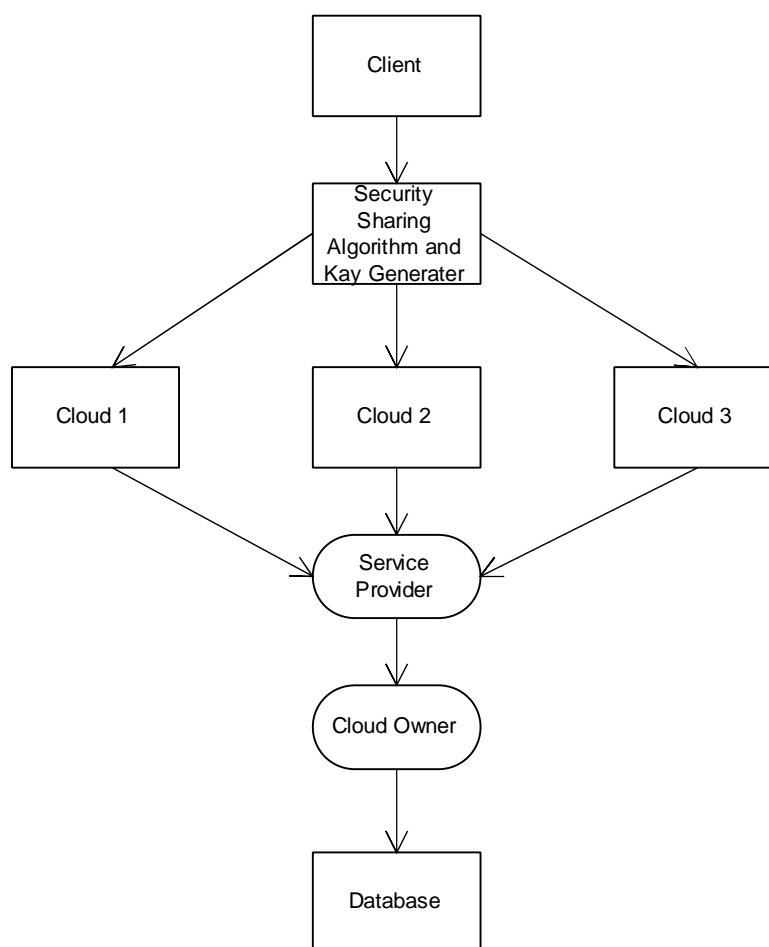 Client
Security
Sharing
Algorithm and
Kay Generater
Cloud 1
Cloud 2
Cloud 3
Service
Provider
Cloud Owner
Database